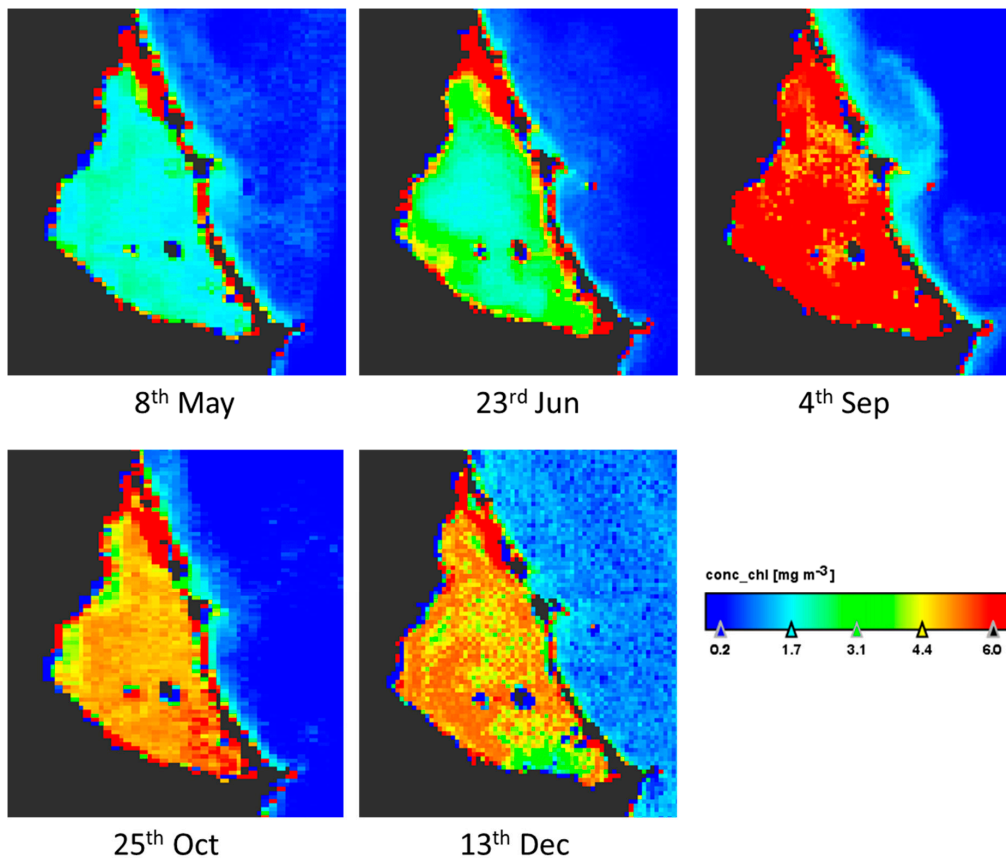 8th May
23rd Jun
4th Sep
25th Oct
13th Dec
conc_chl [mg m-3]
0.2 1.7 3.1 4.4 6.0